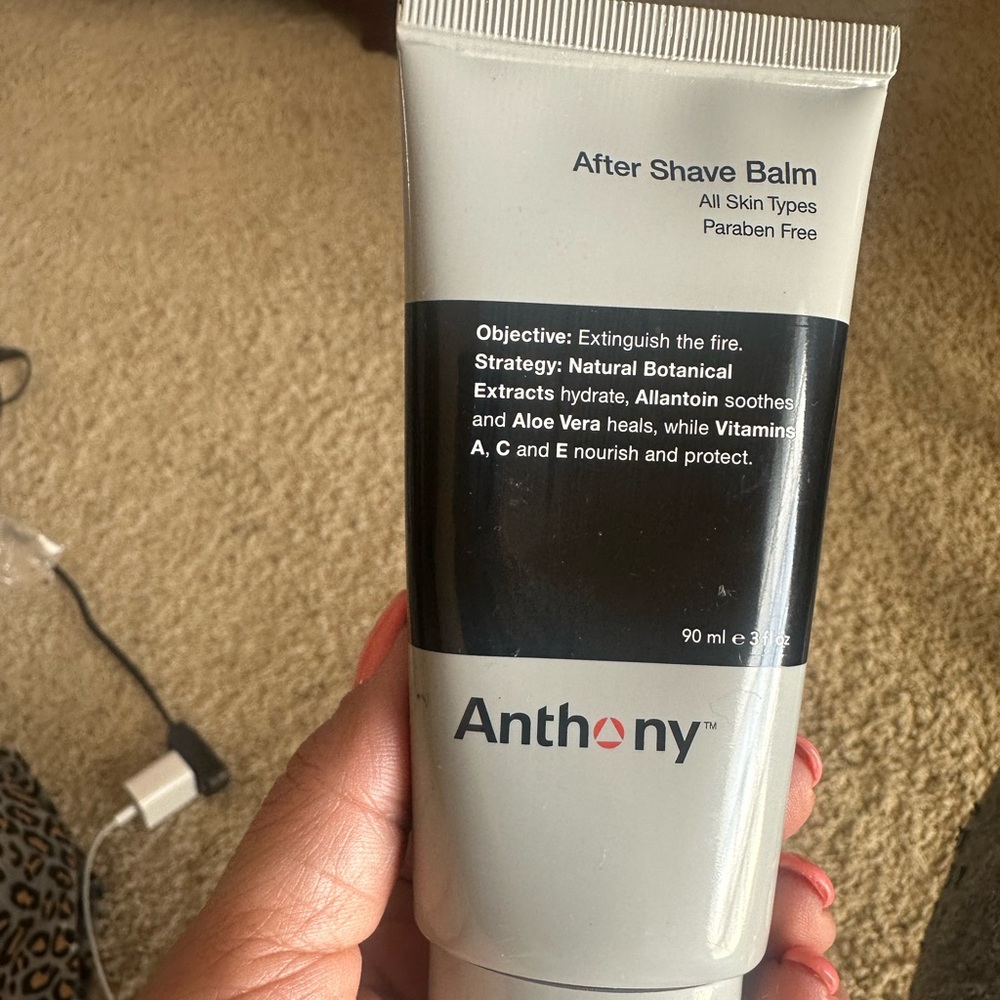 After Shave Balm
All Skin Types
Paraben Free
Objective: Extinguish the fire.
Strategy: Natural Botanical
Extracts hydrate, Allantoin soothes
and Aloe Vera heals, while Vitamins
A, C and E nourish and protect.
90 ml e 3 fl oz
Anthony™